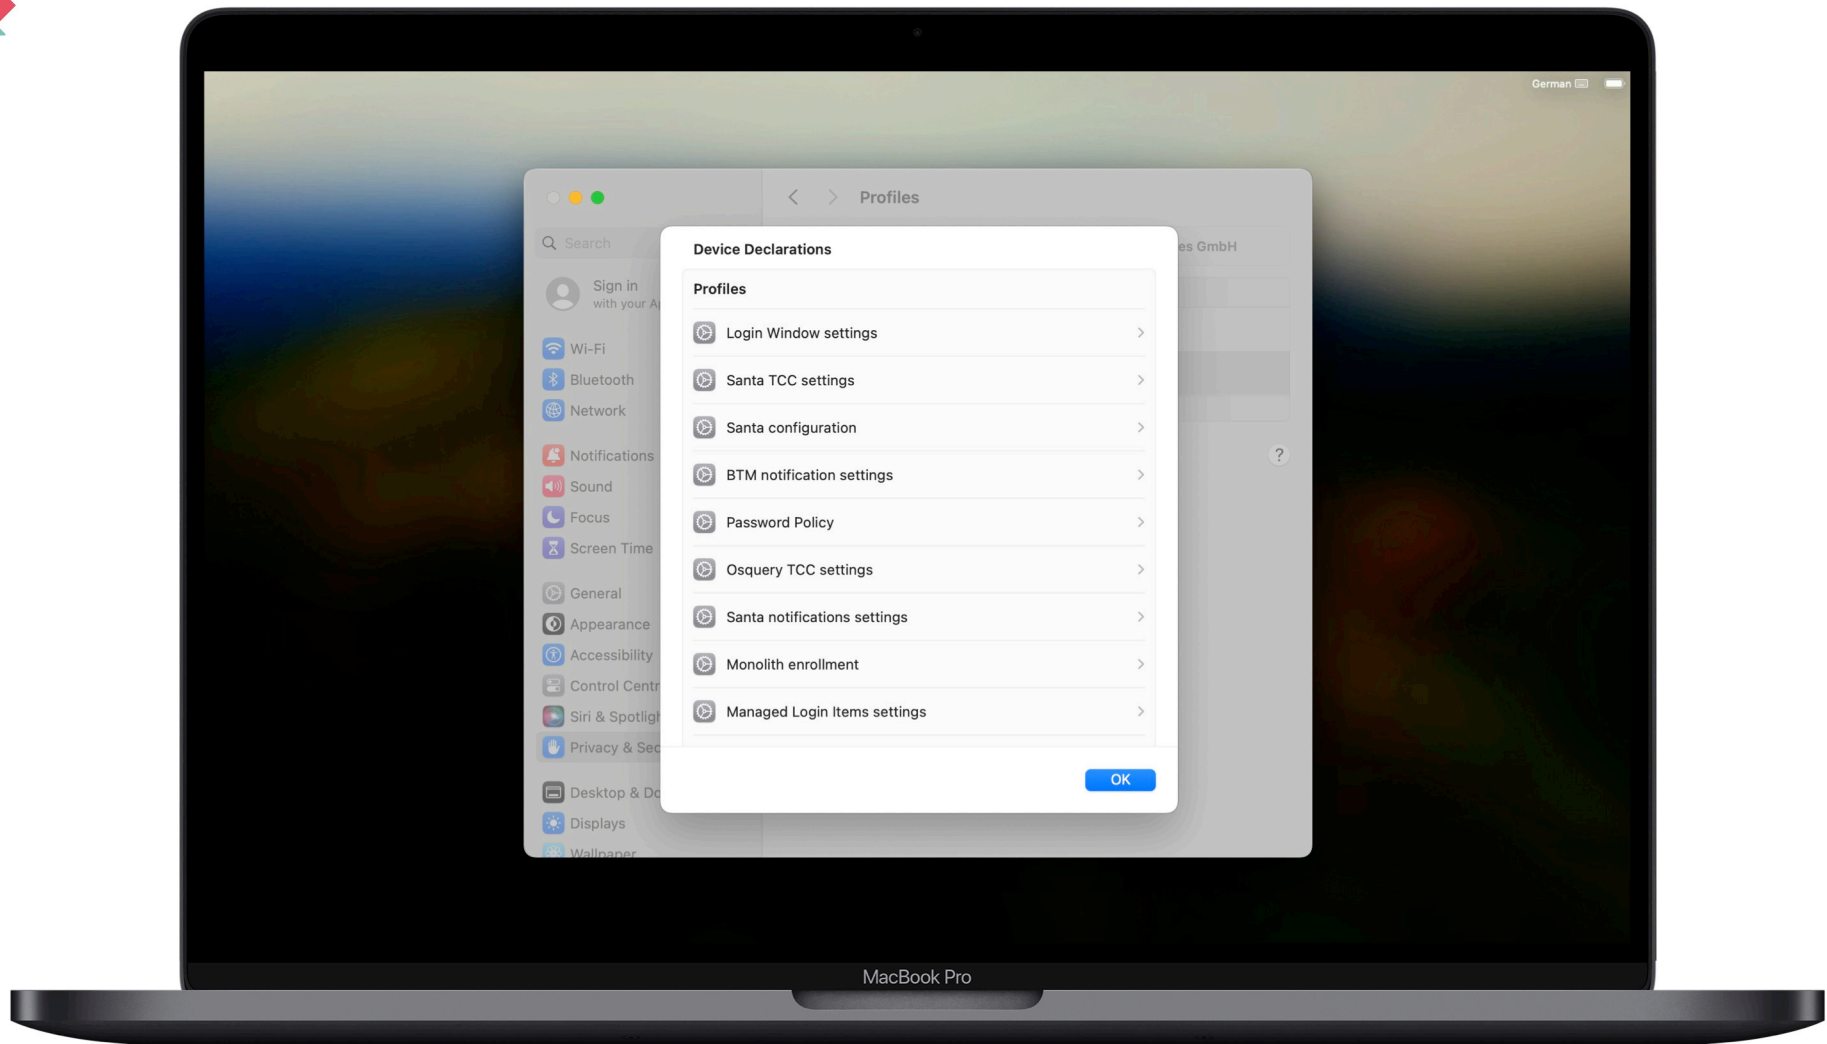 German
Profiles
Search
es GmbH
Sign in
with your
Wi-Fi
Bluetooth
Network
Notifications
Sound
Focus
Screen Time
General
Appearance
Accessibility
Control Centr
Siri & Spotligh
Privacy & Sec
Desktop & Do
Displays
Wallpaper
Device Declarations
Profiles
Login Window settings
Santa TCC settings
Santa configuration
BTM notification settings
Password Policy
Osquery TCC settings
Santa notifications settings
Monolith enrollment
Managed Login Items settings
OK
?
MacBook Pro